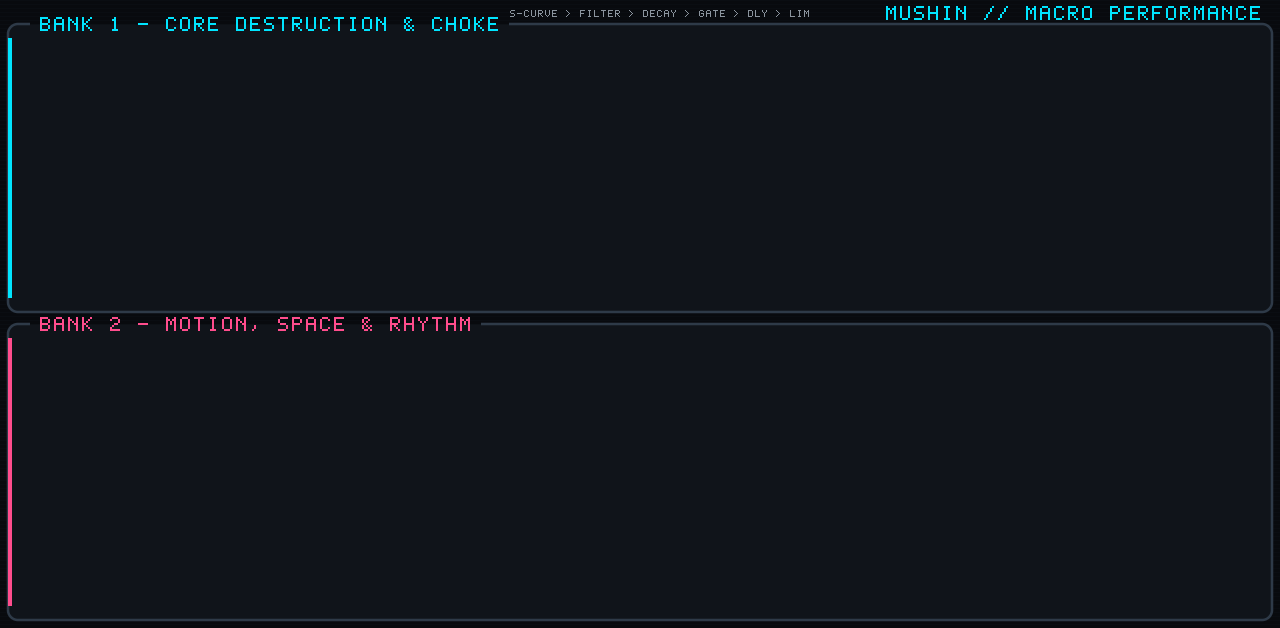 S-CURVE > FILTER > DECAY > GATE > DLY > LIM
MUSHIN // MACRO PERFORMANCE
BANK 1 - CORE DESTRUCTION & CHOKE
BANK 2 - MOTION, SPACE & RHYTHM